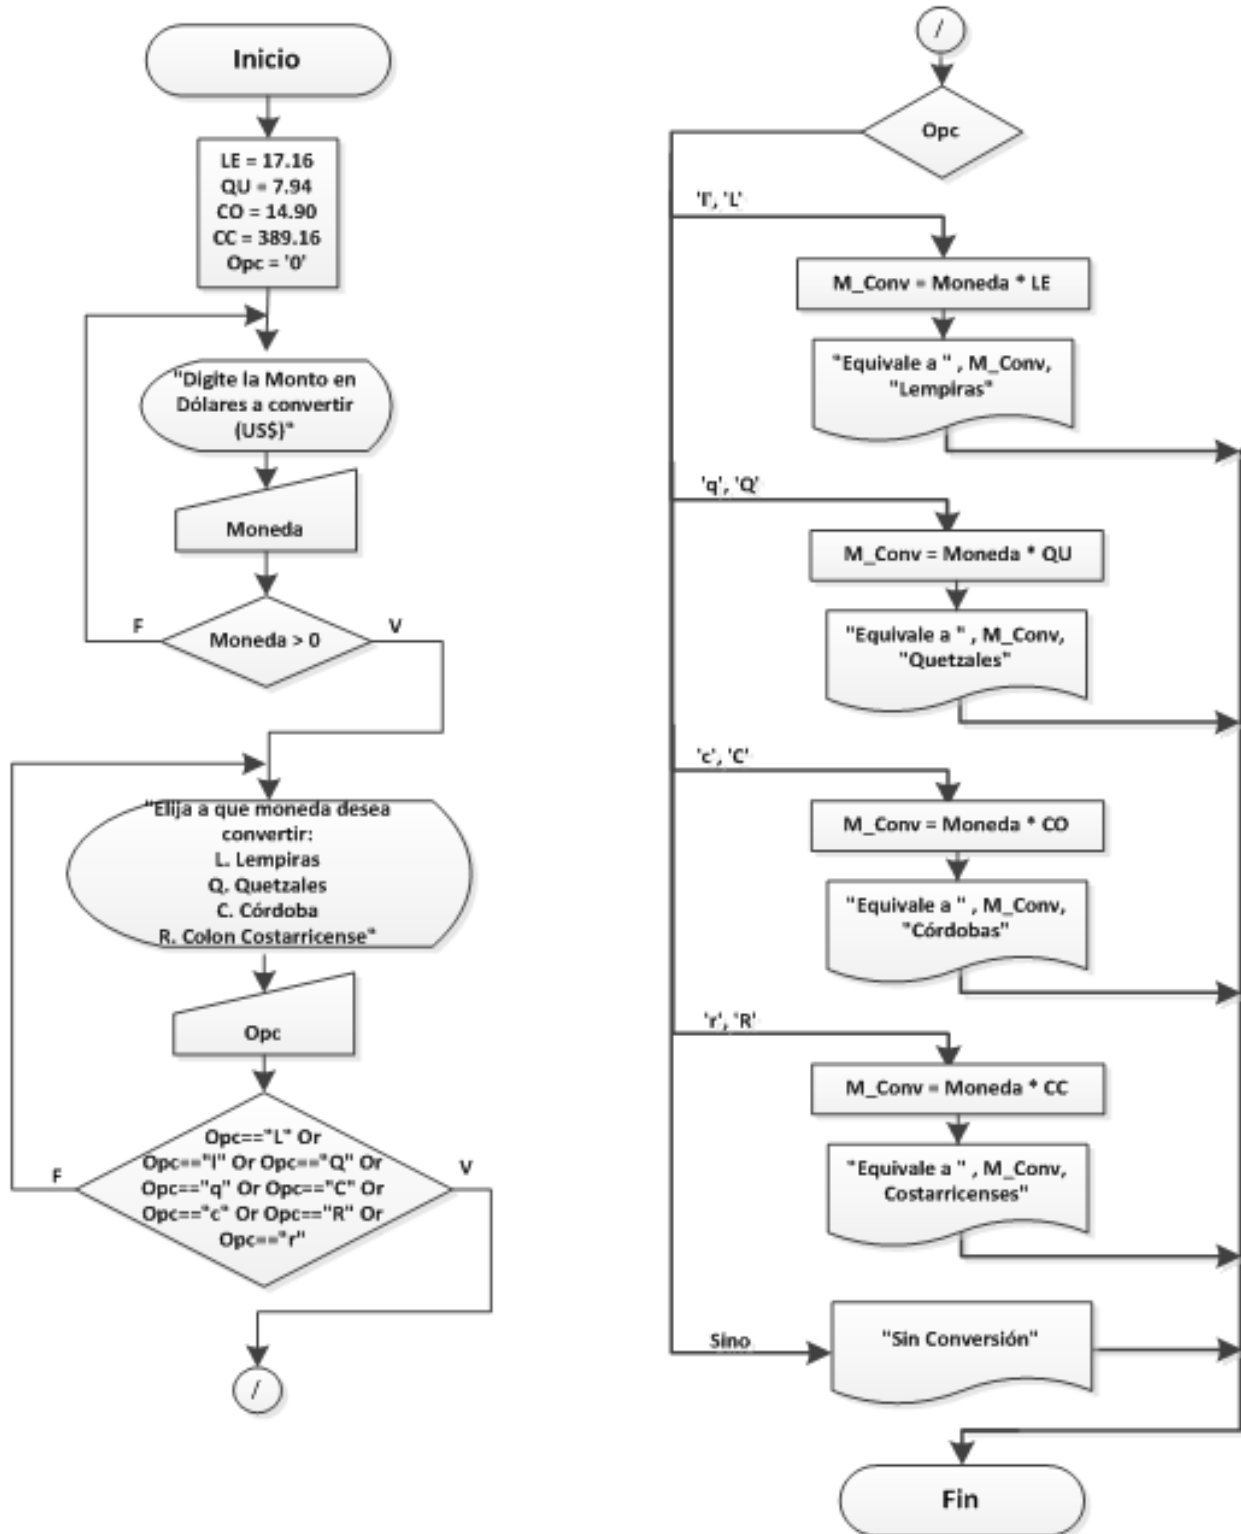 Inicio
LE = 17.16
QU = 7.94
CO = 14.90
CC = 389.16
Opc = '0'
"Digite la Monto en
Dólares a convertir
(US$)"
Moneda
Moneda > 0
F
V
"Elija a que moneda desea
convertir:
L. Lempiras
Q. Quetzales
C. Córdoba
R. Colon Costarricense"
Opc
Opc=="L" Or
Opc=="l" Or Opc=="Q" Or
Opc=="q" Or Opc=="C" Or
Opc=="c" Or Opc=="R" Or
Opc=="r"
F
V
/
/
Opc
'l', 'L'
M_Conv = Moneda * LE
"Equivale a " , M_Conv,
"Lempiras"
'q', 'Q'
M_Conv = Moneda * QU
"Equivale a " , M_Conv,
"Quetzales"
'c', 'C'
M_Conv = Moneda * CO
"Equivale a " , M_Conv,
"Córdobas"
'r', 'R'
M_Conv = Moneda * CC
"Equivale a " , M_Conv,
Costarricenses"
Sino
"Sin Conversión"
Fin